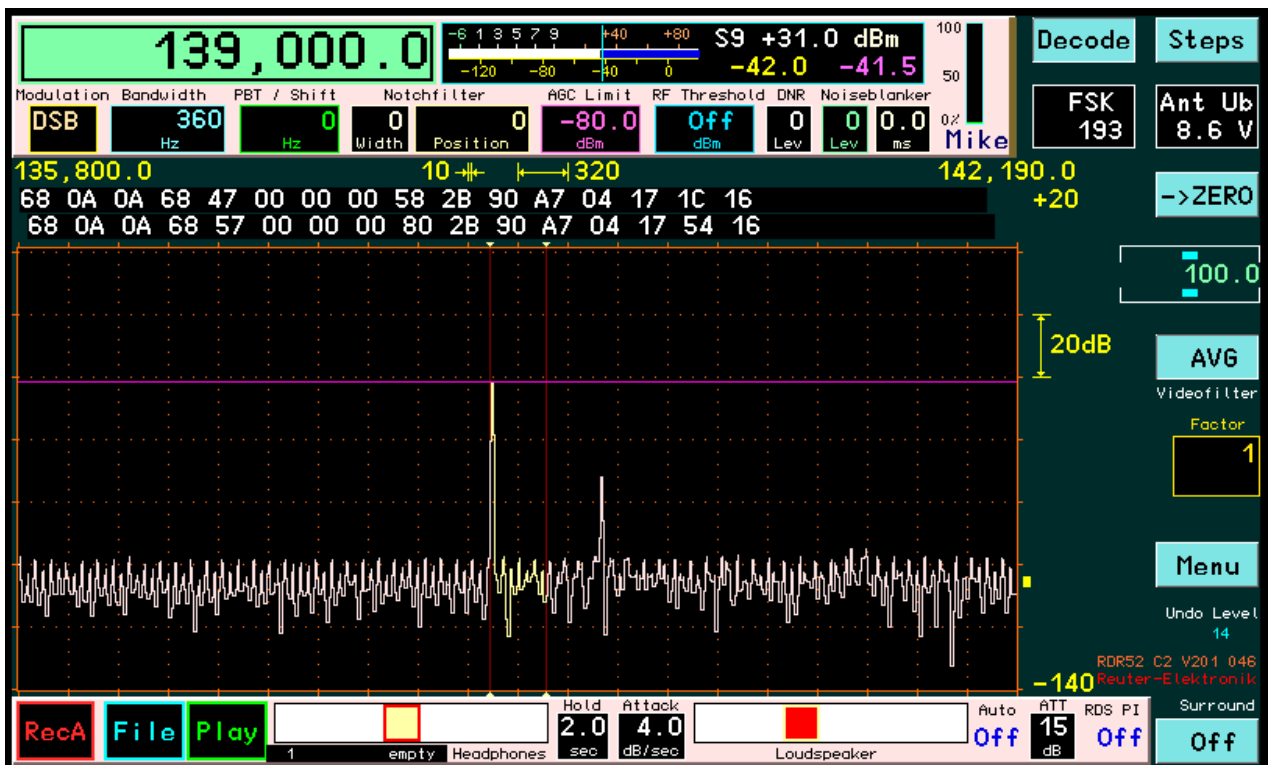 139,000.0
-6 1 3 5 7 9 +40 +80 S9 +31.0 dBm
-120 -80 -40 0 -42.0 -41.5
100
50
0%
Mike
Decode Steps
Modulation Bandwidth PBT / Shift Notchfilter AGC Limit RF Threshold DNR Noiseblanker
DSB 360 0 0 0 -80.0 Off 0 0 0.0
Hz Hz Width Position dBm dBm Lev Lev ms
FSK
193
Ant Ub
8.6 V
135,800.0 10 320 142,190.0
68 0A 0A 68 47 00 00 00 58 2B 90 A7 04 17 1C 16
68 0A 0A 68 57 00 00 00 80 2B 90 A7 04 17 54 16
+20
->ZERO
100.0
20dB
AVG
Videofilter
Factor
1
Menu
Undo Level
14
RDR52 C2 V201 046
Reuter-Elektronik
-140
RecA File Play
1 empty Headphones
Hold Attack
2.0 4.0
sec dB/sec
Loudspeaker
Auto
Off
ATT
15
dB
RDS PI
Off
Surround
Off